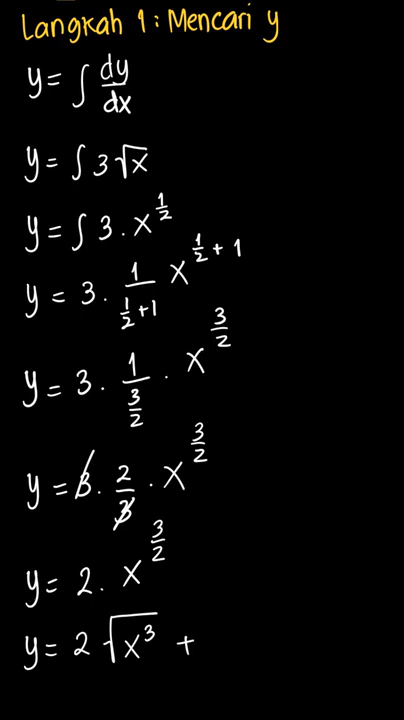 Langkah 1 : Mencari y
y = ∫ dy/dx
y = ∫ 3√x
y = ∫ 3 . x^(1/2)
y = 3 . 1/(1/2+1) x^(1/2+1)
y = 3 . 1/(3/2) . x^(3/2)
y = 3 . 2/3 . x^(3/2)
y = 2 . x^(3/2)
y = 2 √(x³) +